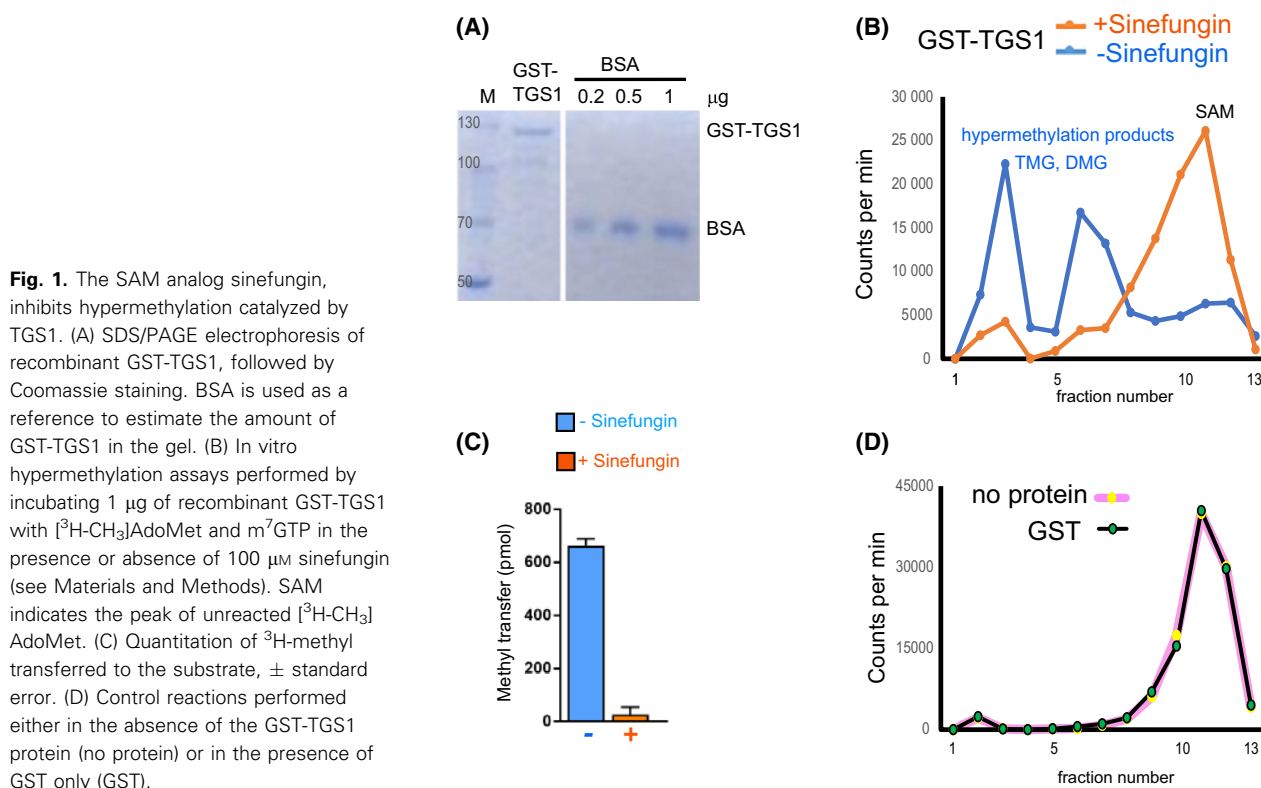 (A)
GST-
TGS1
BSA
M
0.2 0.5 1 μg
130
100
70
50
GST-TGS1
BSA
(B)
GST-TGS1
+Sinefungin
-Sinefungin
30 000
25 000
20 000
15 000
10 000
5000
0
Counts per min
hypermethylation products
TMG, DMG
SAM
1 5 10 13
fraction number
Fig. 1. The SAM analog sinefungin,
inhibits hypermethylation catalyzed by
TGS1. (A) SDS/PAGE electrophoresis of
recombinant GST-TGS1, followed by
Coomassie staining. BSA is used as a
reference to estimate the amount of
GST-TGS1 in the gel. (B) In vitro
hypermethylation assays performed by
incubating 1 μg of recombinant GST-TGS1
with [³H-CH₃]AdoMet and m⁷GTP in the
presence or absence of 100 μM sinefungin
(see Materials and Methods). SAM
indicates the peak of unreacted [³H-CH₃]
AdoMet. (C) Quantitation of ³H-methyl
transferred to the substrate, ± standard
error. (D) Control reactions performed
either in the absence of the GST-TGS1
protein (no protein) or in the presence of
GST only (GST).
(C)
- Sinefungin
+ Sinefungin
800
600
400
200
0
Methyl transfer (pmol)
- +
(D)
no protein
GST
45000
30000
15000
0
Counts per min
1 5 10 13
fraction number